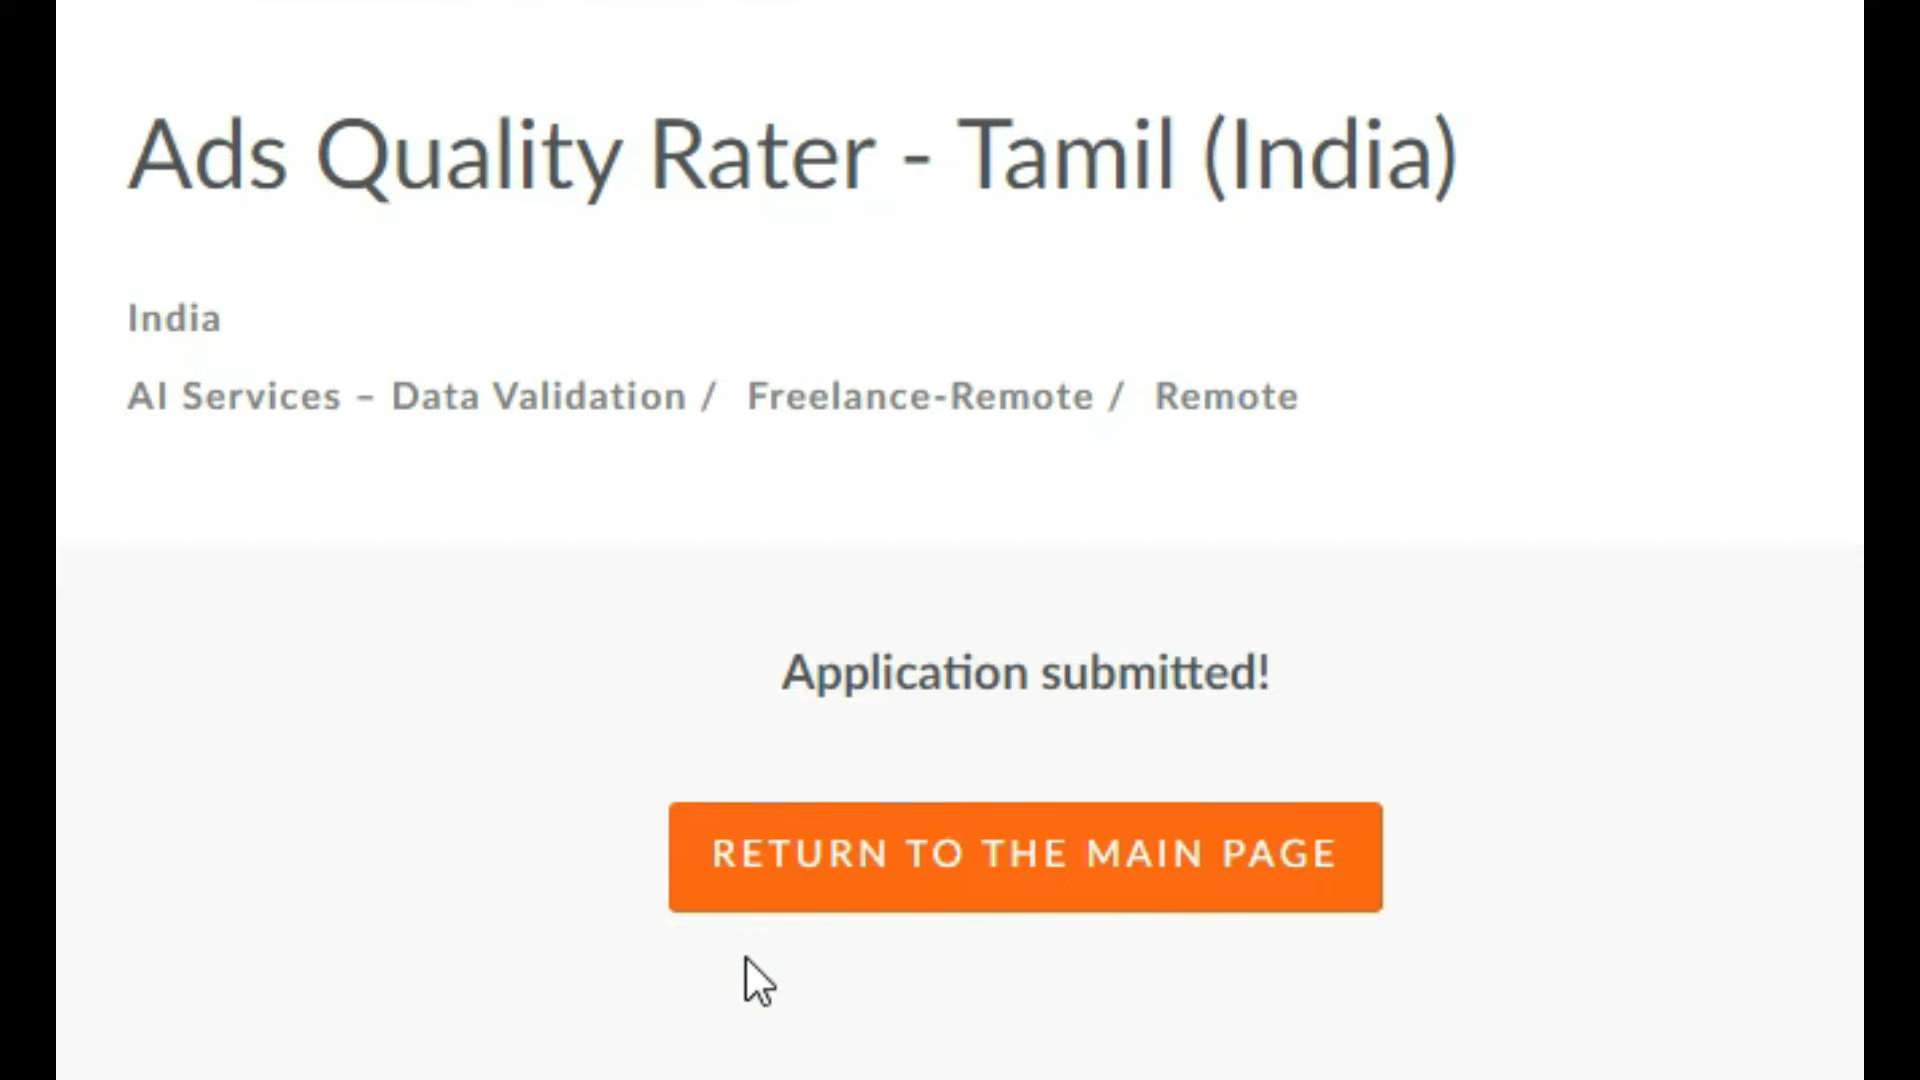 Ads Quality Rater - Tamil (India)
India
AI Services – Data Validation / Freelance-Remote / Remote
Application submitted!
RETURN TO THE MAIN PAGE